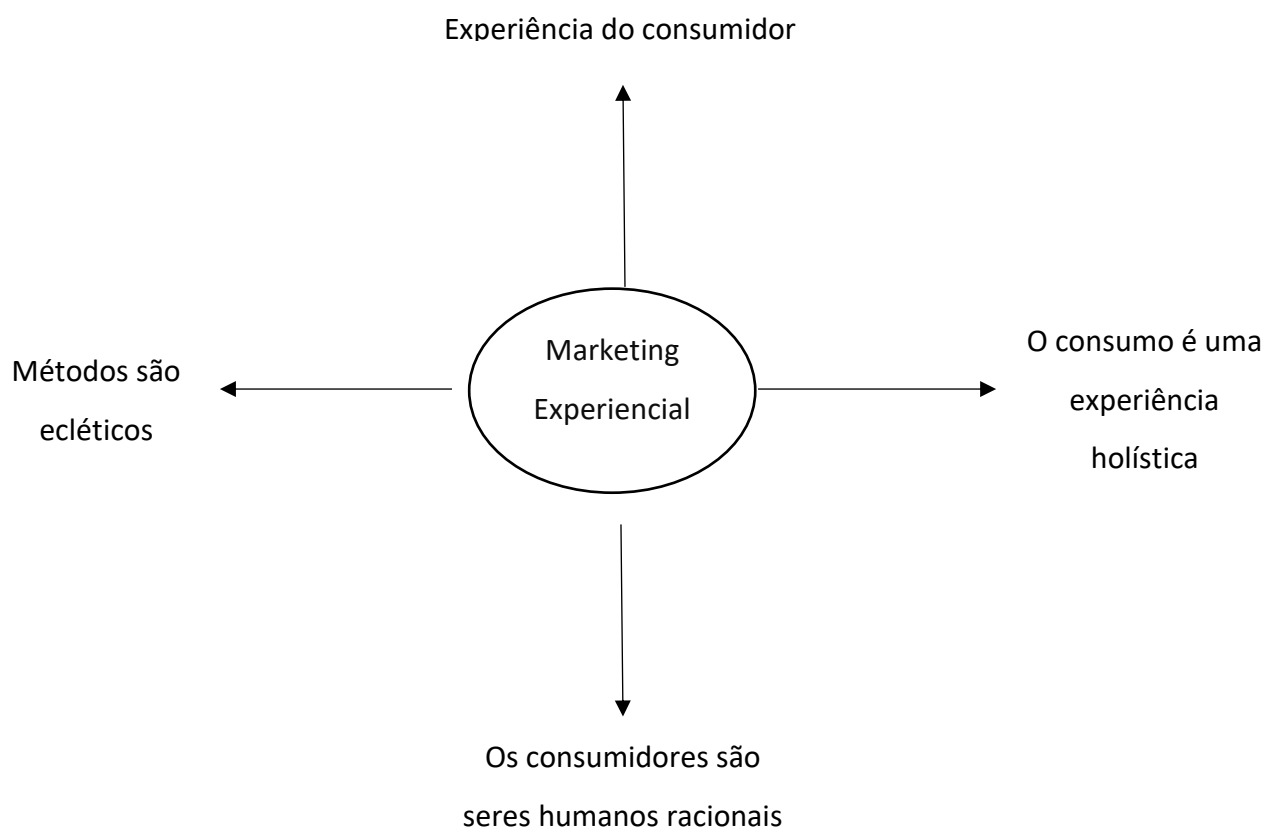 Experiência do consumidor
Marketing
Experiencial
Métodos são
ecléticos
O consumo é uma
experiência
holística
Os consumidores são
seres humanos racionais